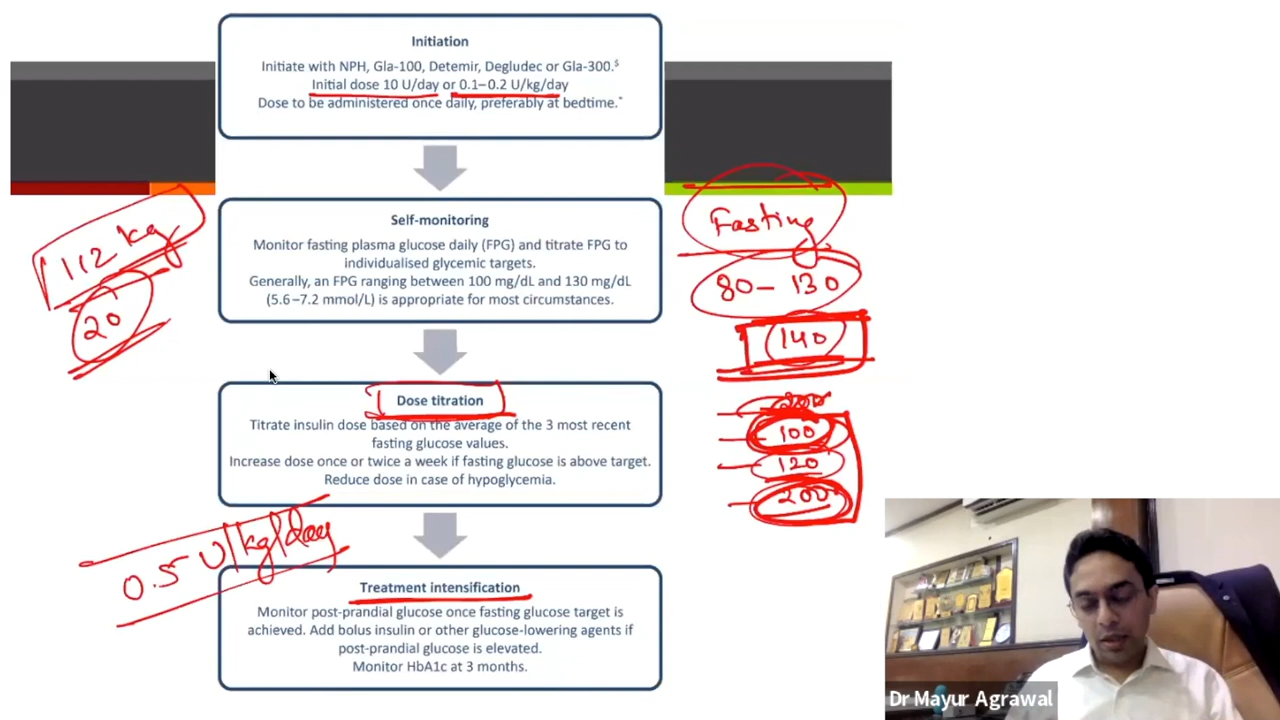 Initiation
Initiate with NPH, Gla-100, Detemir, Degludec or Gla-300.$
Initial dose 10 U/day or 0.1–0.2 U/kg/day
Dose to be administered once daily, preferably at bedtime.*
Self-monitoring
Monitor fasting plasma glucose daily (FPG) and titrate FPG to
individualised glycemic targets.
Generally, an FPG ranging between 100 mg/dL and 130 mg/dL
(5.6–7.2 mmol/L) is appropriate for most circumstances.
112 kg
20
Fasting
80 – 130
140
Dose titration
Titrate insulin dose based on the average of the 3 most recent
fasting glucose values.
Increase dose once or twice a week if fasting glucose is above target.
Reduce dose in case of hypoglycemia.
100
120
200
0.5 U/kg/day
Treatment intensification
Monitor post-prandial glucose once fasting glucose target is
achieved. Add bolus insulin or other glucose-lowering agents if
post-prandial glucose is elevated.
Monitor HbA1c at 3 months.
Dr Mayur Agrawal